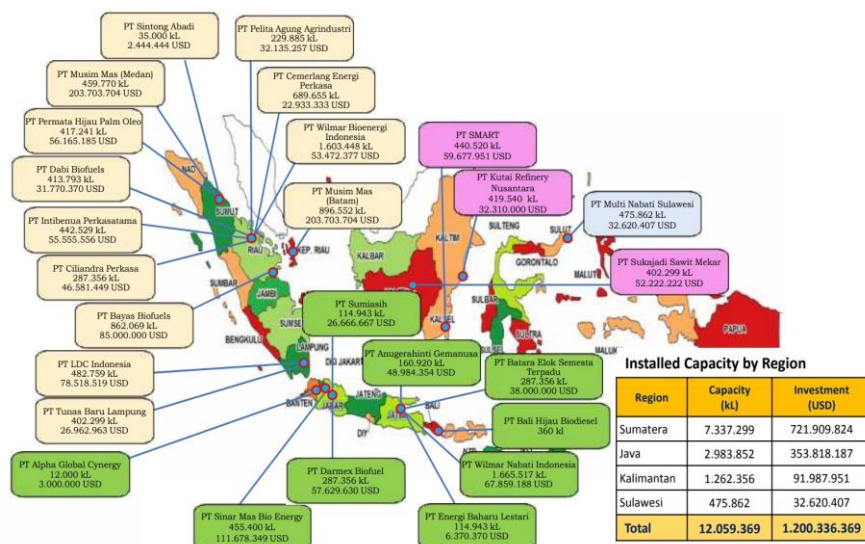 PT Sintong Abadi
35.000 kL
2.444.444 USD
PT Pelita Agung Agrindustri
229.885 kL
32.135.257 USD
PT Musim Mas (Medan)
459.770 kL
203.703.704 USD
PT Cemerlang Energi
Perkasa
689.655 kL
22.933.333 USD
PT Permata Hijau Palm Oleo
417.241 kL
56.165.185 USD
PT Wilmar Bioenergi
Indonesia
1.603.448 kL
53.472.377 USD
PT Dabi Biofuels
413.793 kL
31.770.370 USD
PT Musim Mas
(Batam)
896.552 kL
203.703.704 USD
PT Intibenua Perkasatama
442.529 kL
55.555.556 USD
PT Ciliandra Perkasa
287.356 kL
46.581.449 USD
PT Bayas Biofuels
862.069 kL
85.000.000 USD
PT LDC Indonesia
482.759 kL
78.518.519 USD
PT Tunas Baru Lampung
402.299 kL
26.962.963 USD
PT Alpha Global Cynergy
12.000 kL
3.000.000 USD
PT Sinar Mas Bio Energy
455.400 kL
111.678.349 USD
PT Darmex Biofuel
287.356 kL
57.629.630 USD
PT Sumiasih
114.943 kL
26.666.667 USD
PT Anugerahinti Gemanusa
160.920 kL
48.984.354 USD
PT Batara Elok Semesta
Terpadu
287.356 kL
38.000.000 USD
PT Bali Hijau Biodiesel
360 kl
PT Wilmar Nabati Indonesia
1.665.517 kL
67.859.188 USD
PT Energi Baharu Lestari
114.943 kL
6.370.370 USD
PT SMART
440.520 kL
59.677.951 USD
PT Kutai Refinery
Nusantara
419.540 kL
32.310.000 USD
PT Multi Nabati Sulawesi
475.862 kL
32.620.407 USD
PT Sukajadi Sawit Mekar
402.299 kL
52.222.222 USD
NAD
SUMUT
RIAU
KEP. RIAU
SUMBAR
JAMBI
BENGKULU
LAMPUNG
DKI JAKARTA
BANTEN
JABAR
JATENG
DIY
BALI
KALBAR
KALTIM
KALSEL
SULTENG
SULUT
GORONTALO
SULBAR
SULTRA
PAPUA
Installed Capacity by Region
Region Capacity (kL) Investment (USD)
Sumatera 7.337.299 721.909.824
Java 2.983.852 353.818.187
Kalimantan 1.262.356 91.987.951
Sulawesi 475.862 32.620.407
Total 12.059.369 1.200.336.369